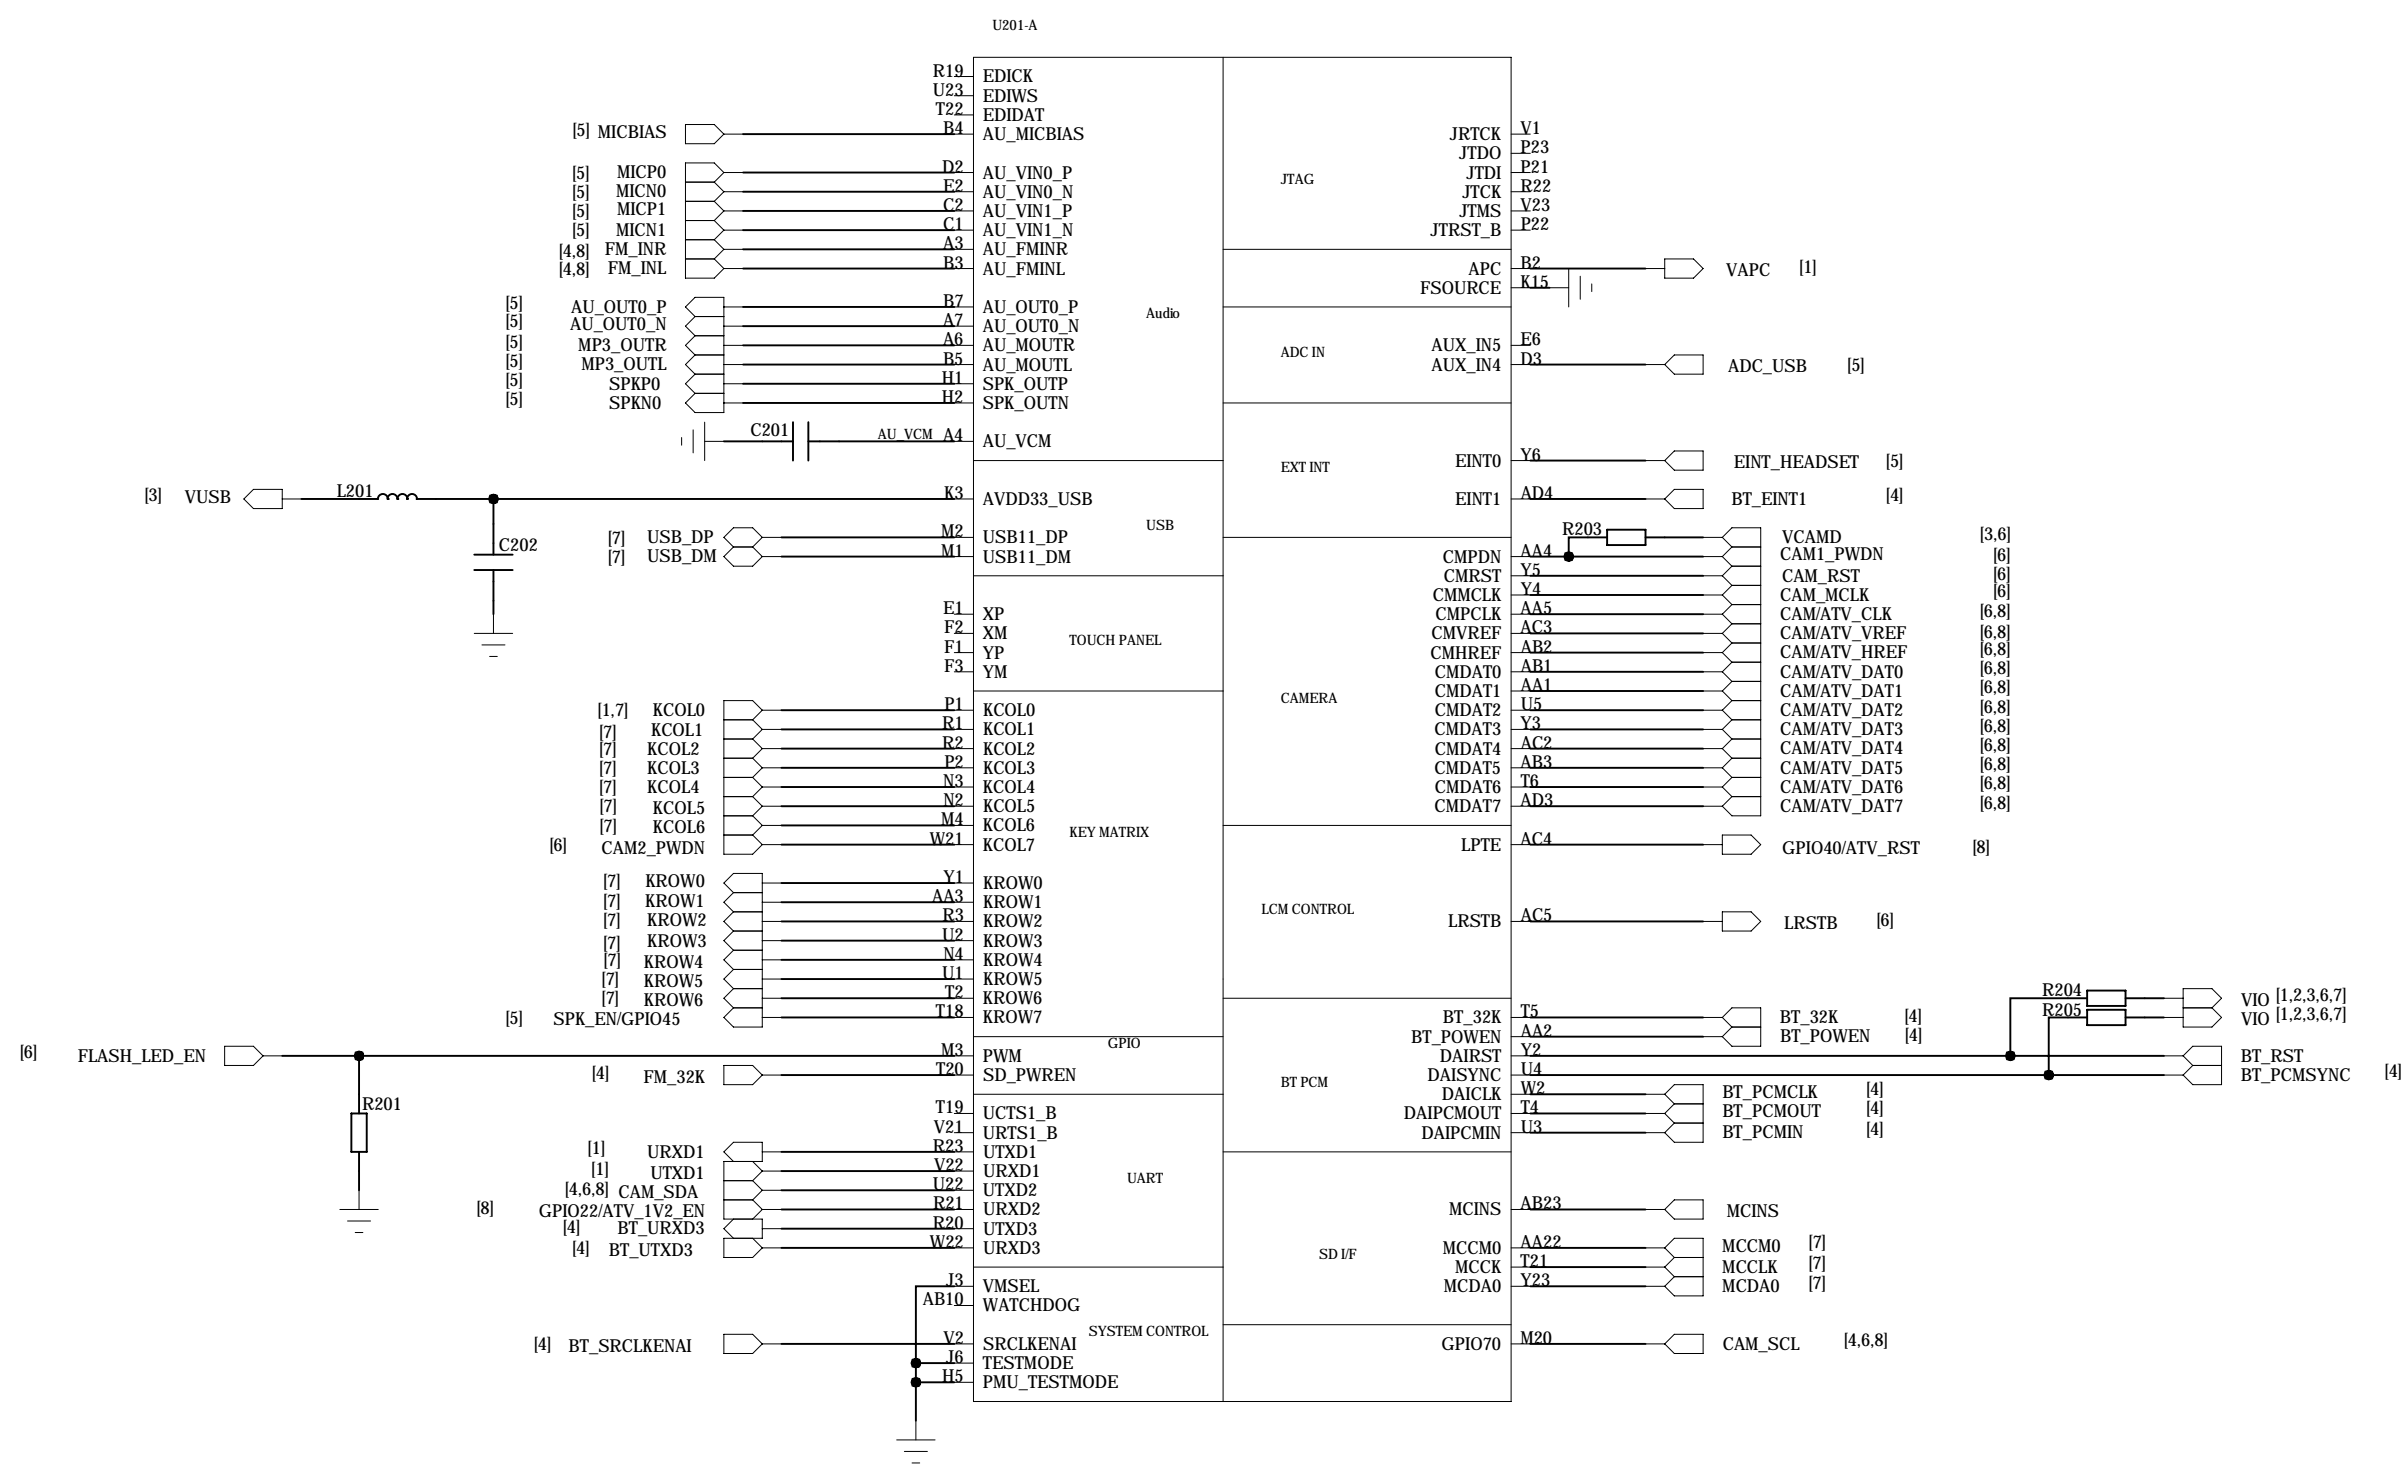 U201-A
R19 EDICK
U23 EDIWS
T22 EDIDAT
[5] MICBIAS B4 AU_MICBIAS
[5] MICP0 D2 AU_VIN0_P
[5] MICN0 E2 AU_VIN0_N
[5] MICP1 C2 AU_VIN1_P
[5] MICN1 C1 AU_VIN1_N
[4,8] FM_INR A3 AU_FMINR
[4,8] FM_INL B3 AU_FMINL
[5] AU_OUT0_P B7 AU_OUT0_P
Audio
[5] AU_OUT0_N A7 AU_OUT0_N
[5] MP3_OUTR A6 AU_MOUTR
[5] MP3_OUTL B5 AU_MOUTL
[5] SPKP0 H1 SPK_OUTP
[5] SPKN0 H2 SPK_OUTN
C201 AU_VCM A4 AU_VCM
[3] VUSB L201 K3 AVDD33_USB
USB
C202
[7] USB_DP M2 USB11_DP
[7] USB_DM M1 USB11_DM
E1 XP
F2 XM
TOUCH PANEL
F1 YP
F3 YM
[1,7] KCOL0 P1 KCOL0
[7] KCOL1 R1 KCOL1
[7] KCOL2 R2 KCOL2
[7] KCOL3 P2 KCOL3
[7] KCOL4 N3 KCOL4
[7] KCOL5 N2 KCOL5
[7] KCOL6 M4 KCOL6
KEY MATRIX
[6] CAM2_PWDN W21 KCOL7
[7] KROW0 Y1 KROW0
[7] KROW1 AA3 KROW1
[7] KROW2 R3 KROW2
[7] KROW3 U2 KROW3
[7] KROW4 N4 KROW4
[7] KROW5 U1 KROW5
[7] KROW6 T2 KROW6
[5] SPK_EN/GPIO45 T18 KROW7
GPIO
[6] FLASH_LED_EN M3 PWM
[4] FM_32K T20 SD_PWREN
R201
T19 UCTS1_B
V21 URTS1_B
[1] URXD1 R23 UTXD1
[1] UTXD1 V22 URXD1
UART
[4,6,8] CAM_SDA U22 UTXD2
[8] GPIO22/ATV_1V2_EN R21 URXD2
[4] BT_URXD3 R20 UTXD3
[4] BT_UTXD3 W22 URXD3
J3 VMSEL
AB10 WATCHDOG
SYSTEM CONTROL
[4] BT_SRCLKENAI V2 SRCLKENAI
J6 TESTMODE
H5 PMU_TESTMODE
JRTCK V1
JTDO P23
JTDI P21
JTAG
JTCK R22
JTMS V23
JTRST_B P22
APC B2 VAPC [1]
FSOURCE K15
ADC IN
AUX_IN5 E6
AUX_IN4 D3 ADC_USB [5]
EXT INT
EINT0 Y6 EINT_HEADSET [5]
EINT1 AD4 BT_EINT1 [4]
R203 VCAMD [3,6]
CMPDN AA4 CAM1_PWDN [6]
CMRST Y5 CAM_RST [6]
CMMCLK Y4 CAM_MCLK [6]
CMPCLK AA5 CAM/ATV_CLK [6,8]
CMVREF AC3 CAM/ATV_VREF [6,8]
CMHREF AB2 CAM/ATV_HREF [6,8]
CMDAT0 AB1 CAM/ATV_DAT0 [6,8]
CMDAT1 AA1 CAM/ATV_DAT1 [6,8]
CAMERA
CMDAT2 U5 CAM/ATV_DAT2 [6,8]
CMDAT3 Y3 CAM/ATV_DAT3 [6,8]
CMDAT4 AC2 CAM/ATV_DAT4 [6,8]
CMDAT5 AB3 CAM/ATV_DAT5 [6,8]
CMDAT6 T6 CAM/ATV_DAT6 [6,8]
CMDAT7 AD3 CAM/ATV_DAT7 [6,8]
LPTE AC4 GPIO40/ATV_RST [8]
LCM CONTROL
LRSTB AC5 LRSTB [6]
R204 VIO [1,2,3,6,7]
R205 VIO [1,2,3,6,7]
BT_32K T5 BT_32K [4]
BT_POWEN AA2 BT_POWEN [4]
DAIRST Y2 BT_RST
DAISYNC U4 BT_PCMSYNC [4]
BT PCM
DAICLK W2 BT_PCMCLK [4]
DAIPCMOUT T4 BT_PCMOUT [4]
DAIPCMIN U3 BT_PCMIN [4]
MCINS AB23 MCINS
SD I/F
MCCM0 AA22 MCCM0 [7]
MCCK T21 MCCLK [7]
MCDA0 Y23 MCDA0 [7]
GPIO70 M20 CAM_SCL [4,6,8]